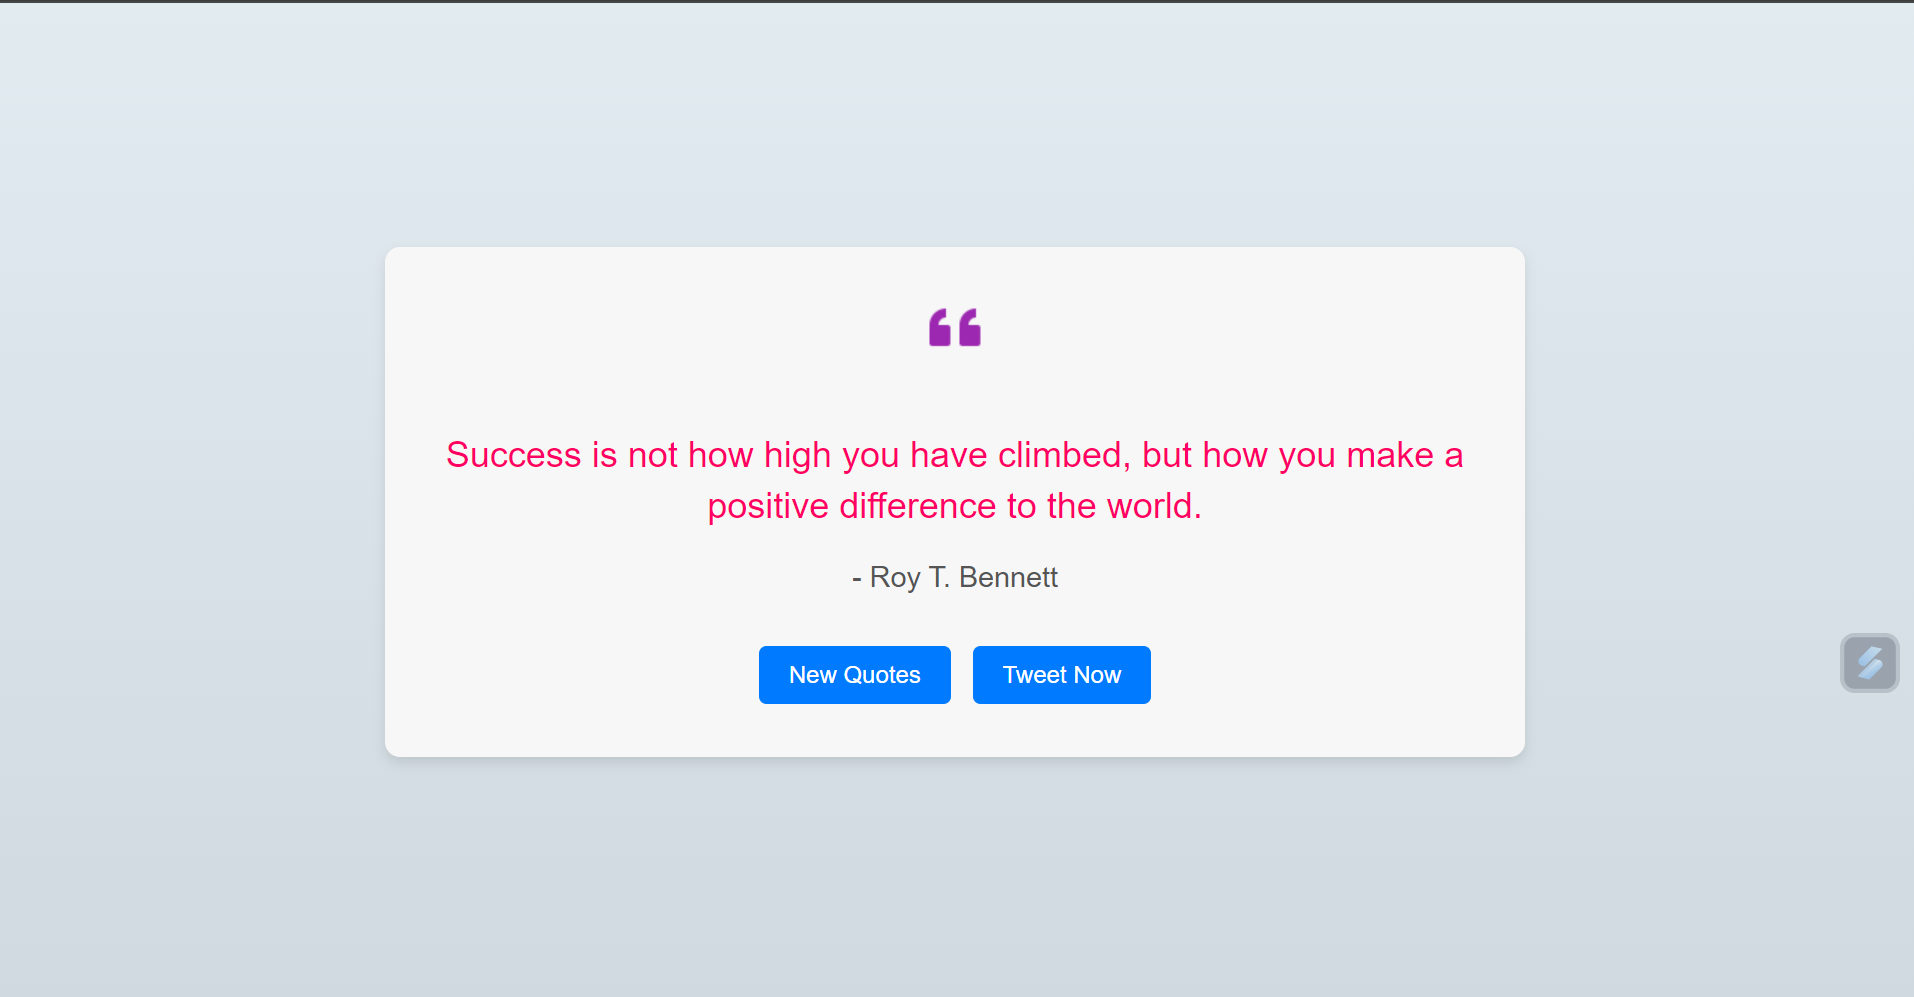 Success is not how high you have climbed, but how you make a
positive difference to the world.
- Roy T. Bennett
New Quotes
Tweet Now